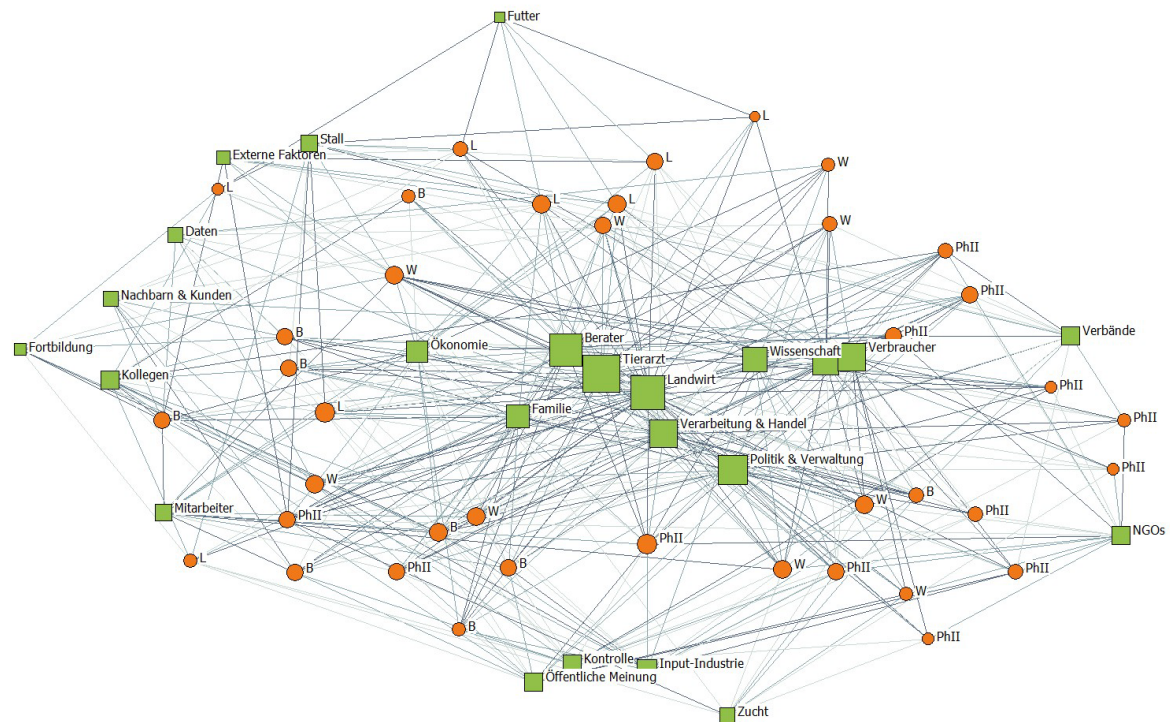 Futter
L
Stall
L
Externe Faktoren
L
W
L
B
L
L
W
W
Daten
PhII
W
PhII
Nachbarn & Kunden
B
PhII
Verbände
Berater
Ökonomie
Verbraucher
Fortbildung
Wissenschaft
Tierarzt
B
Kollegen
Landwirt
PhII
L
Familie
B
PhII
Verarbeitung & Handel
Politik & Verwaltung
PhII
W
B
W
Mitarbeiter
PhII
W
PhII
B
NGOs
PhII
L
B
PhII
B
W
PhII
PhII
W
B
PhII
Kontrolle
Input-Industrie
Öffentliche Meinung
Zucht